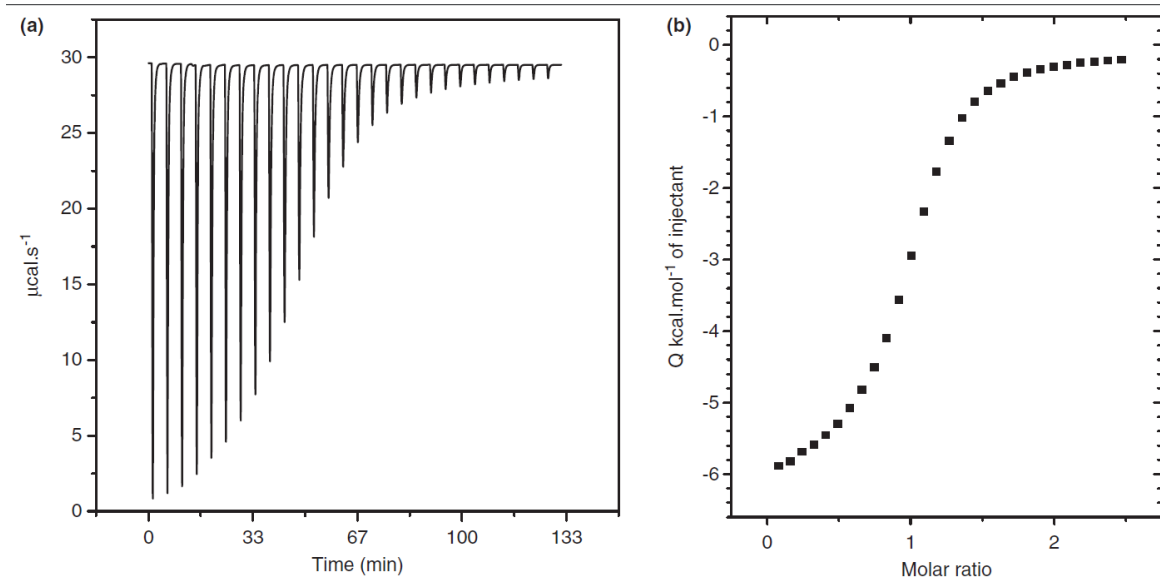 (a)
30
25
20
15
10
5
0
µcal.s⁻¹
0 33 67 100 133
Time (min)
(b)
0
-1
-2
-3
-4
-5
-6
Q kcal.mol⁻¹ of injectant
0 1 2
Molar ratio